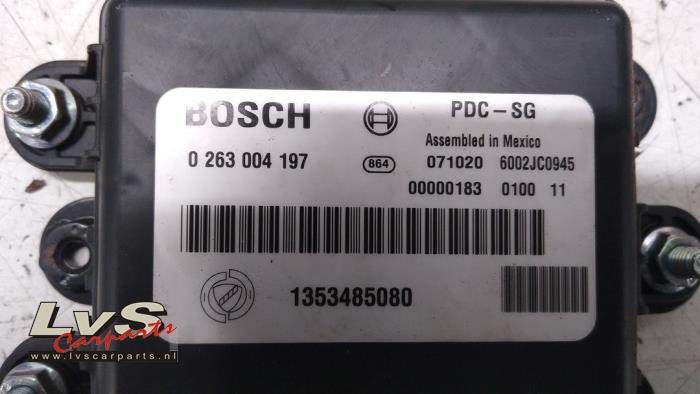 BOSCH
PDC-SG
Assembled in Mexico
0 263 004 197
864
071020 6002JC0945
00000183 0100 11
1353485080
LvS
Carparts
www.lvscarparts.nl